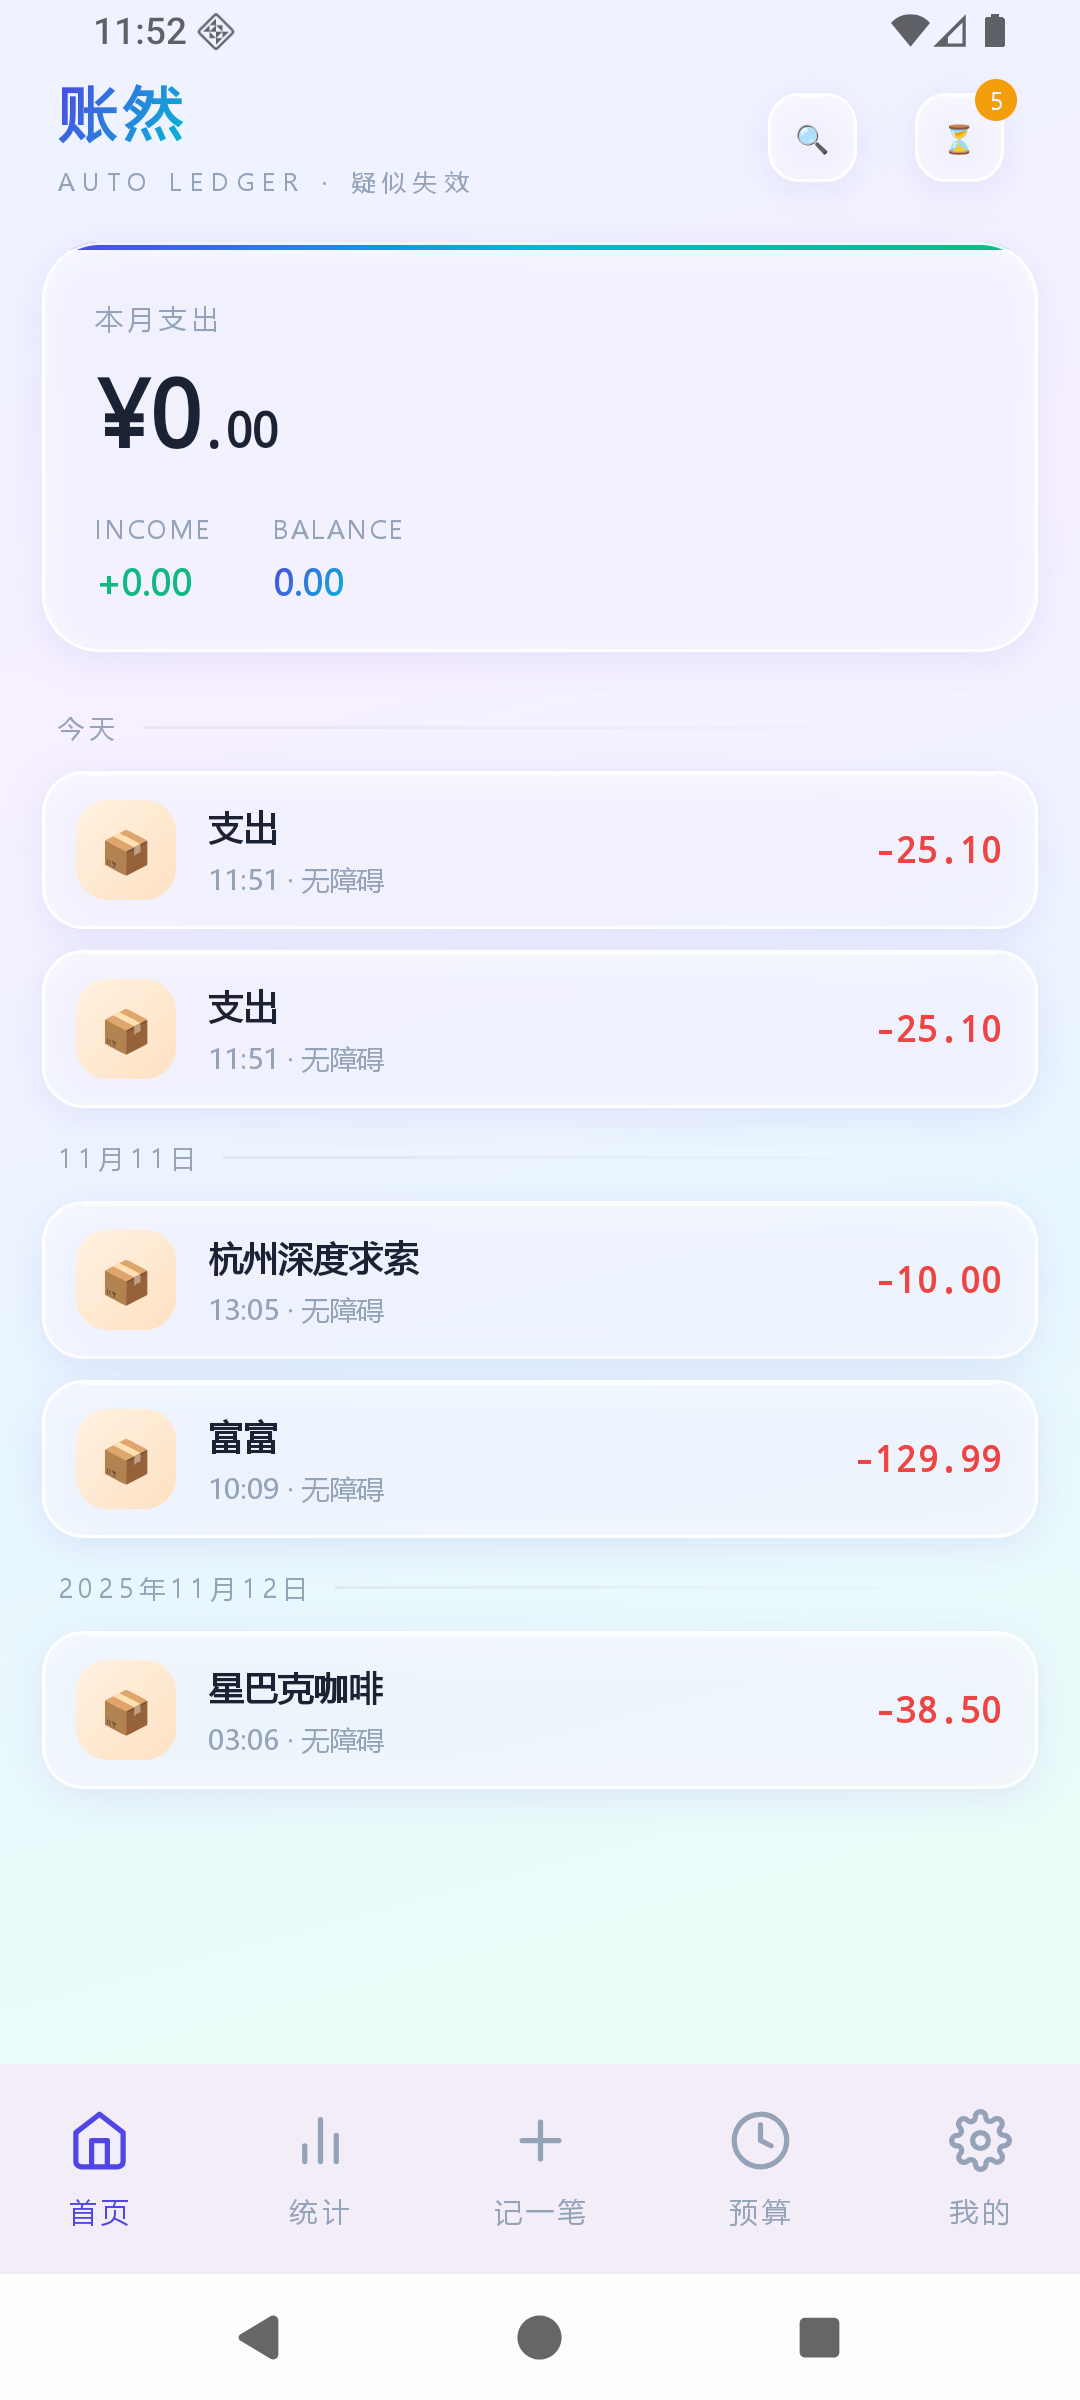 11:52
账然
5
AUTO LEDGER · 疑似失效
本月支出
¥0.00
INCOME
BALANCE
+0.00
0.00
今天
支出
11:51 · 无障碍
-25.10
支出
11:51 · 无障碍
-25.10
11月11日
杭州深度求索
13:05 · 无障碍
-10.00
富富
10:09 · 无障碍
-129.99
2025年11月12日
星巴克咖啡
03:06 · 无障碍
-38.50
首页
统计
记一笔
预算
我的